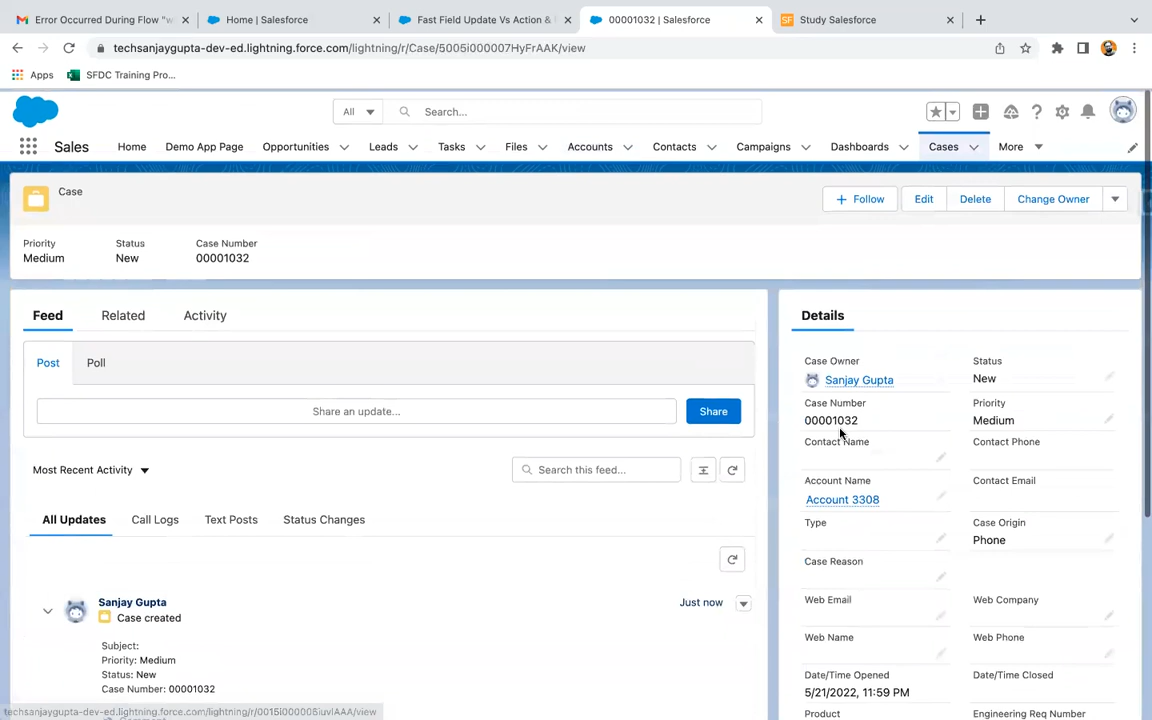 Error Occurred During Flow "w
Home | Salesforce
Fast Field Update Vs Action &
00001032 | Salesforce
SF
Study Salesforce
techsanjaygupta-dev-ed.lightning.force.com/lightning/r/Case/5005i000007HyFrAAK/view
Apps
SFDC Training Pro...
All
Search...
Sales
Home
Demo App Page
Opportunities
Leads
Tasks
Files
Accounts
Contacts
Campaigns
Dashboards
Cases
More
Case
Follow
Edit
Delete
Change Owner
Priority
Status
Case Number
Medium
New
00001032
Feed
Related
Activity
Post
Poll
Share an update...
Share
Most Recent Activity
Search this feed...
All Updates
Call Logs
Text Posts
Status Changes
Sanjay Gupta
Just now
Case created
Subject:
Priority: Medium
Status: New
Case Number: 00001032
Comment
Details
Case Owner
Status
Sanjay Gupta
New
Case Number
Priority
00001032
Medium
Contact Name
Contact Phone
Account Name
Contact Email
Account 3308
Type
Case Origin
Phone
Case Reason
Web Email
Web Company
Web Name
Web Phone
Date/Time Opened
Date/Time Closed
5/21/2022, 11:59 PM
Product
Engineering Req Number